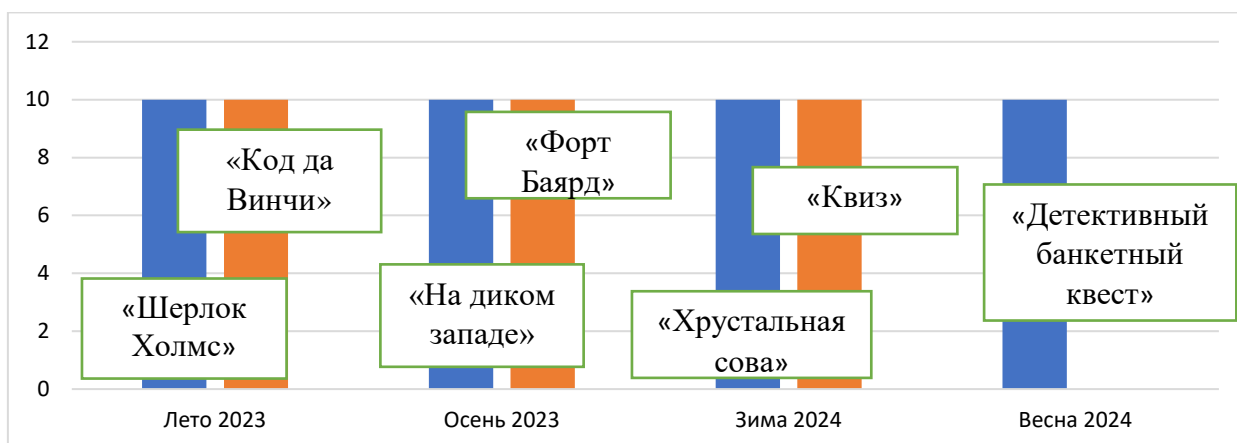 12
10
8
6
4
2
0
«Код да
Винчи»
«Шерлок
Холмс»
«Форт
Баярд»
«На диком
западе»
«Квиз»
«Хрустальная
сова»
«Детективный
банкетный
квест»
Лето 2023
Осень 2023
Зима 2024
Весна 2024